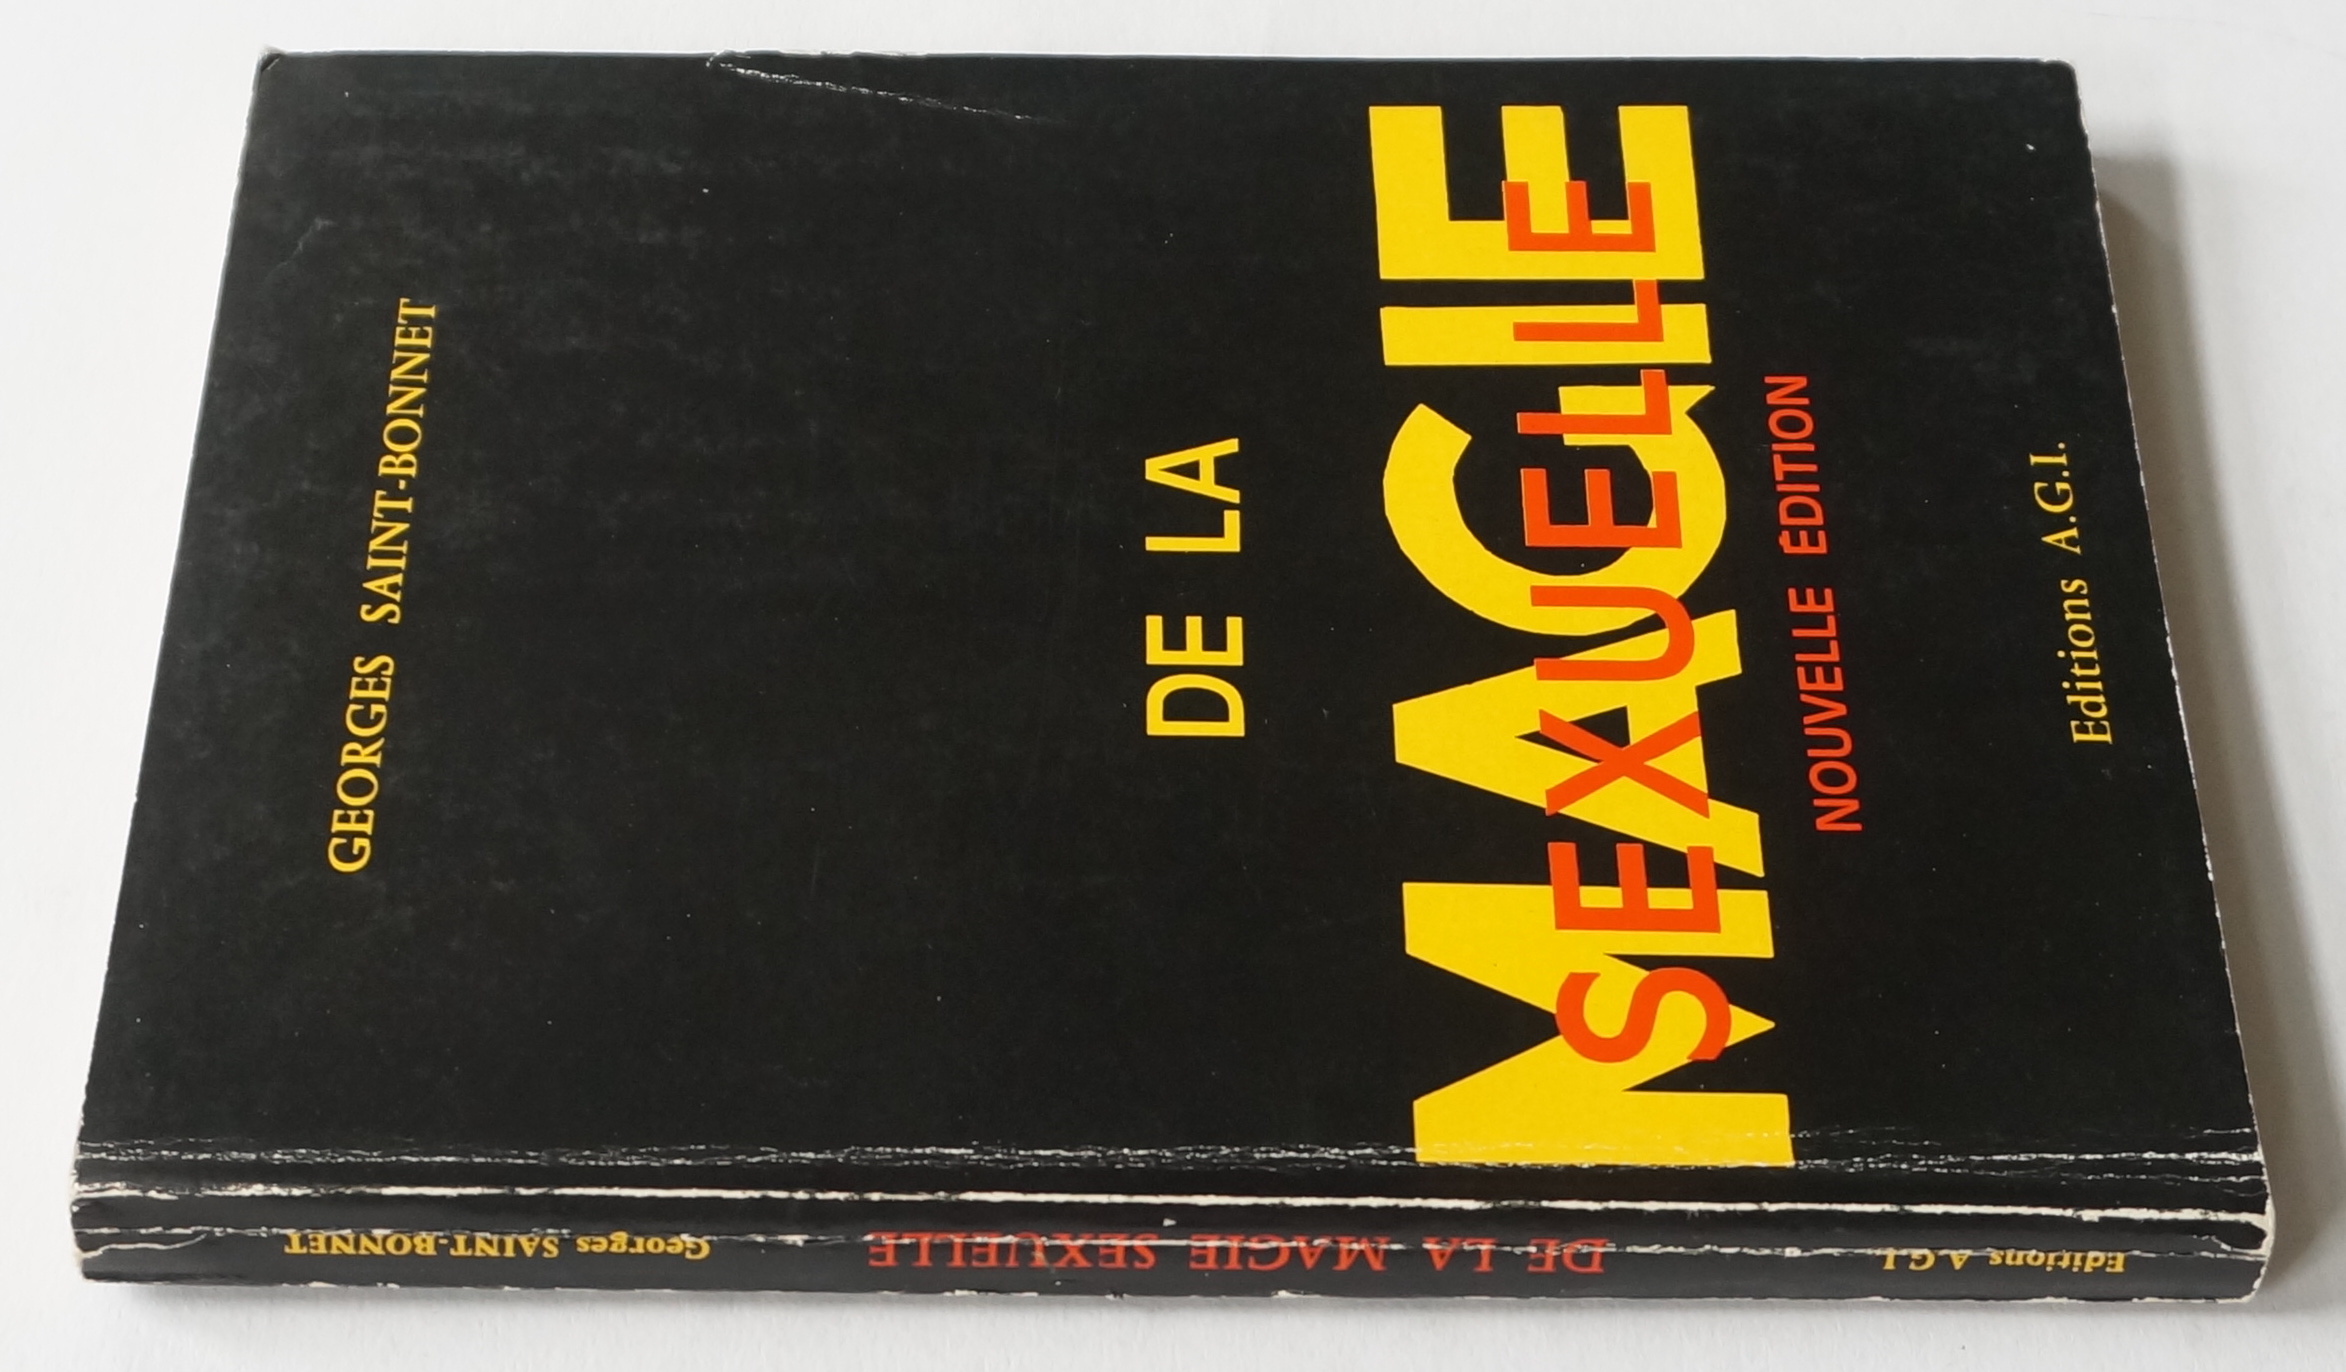 GEORGES SAINT-BONNET
DE LA
MAGIE
SEXUELLE
NOUVELLE ÉDITION
Editions A.G.I.
Georges SAINT-BONNET
DE LA MAGIE SEXUELLE
Editions A.G.I.